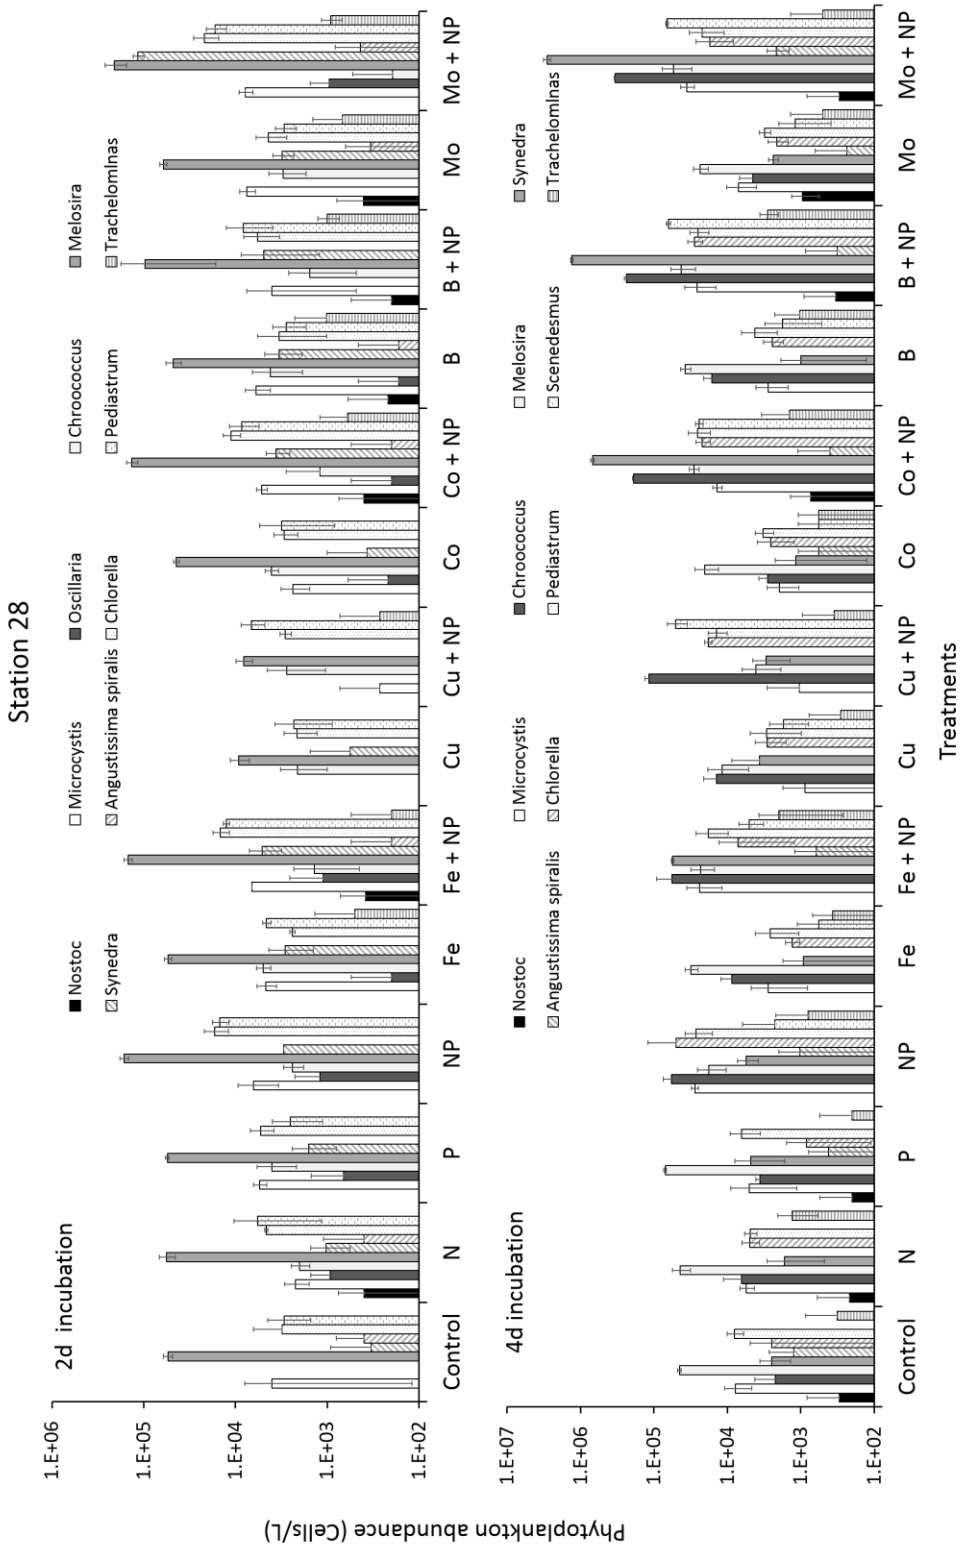 Station 28
2d incubation
Nostoc
Microcystis
Oscillaria
Chroococcus
Melosira
Synedra
Angustissima spiralis
Chlorella
Pediastrum
Trachelomlnas
1.E+06
1.E+05
1.E+04
1.E+03
1.E+02
Control
N
P
NP
Fe
Fe + NP
Cu
Cu + NP
Co
Co + NP
B
B + NP
Mo
Mo + NP
Phytoplankton abundance (Cells/L)
4d incubation
Nostoc
Microcystis
Chroococcus
Melosira
Synedra
Angustissima spiralis
Chlorella
Pediastrum
Scenedesmus
Trachelomlnas
1.E+07
1.E+06
1.E+05
1.E+04
1.E+03
1.E+02
Control
N
P
NP
Fe
Fe + NP
Cu
Cu + NP
Co
Co + NP
B
B + NP
Mo
Mo + NP
Treatments